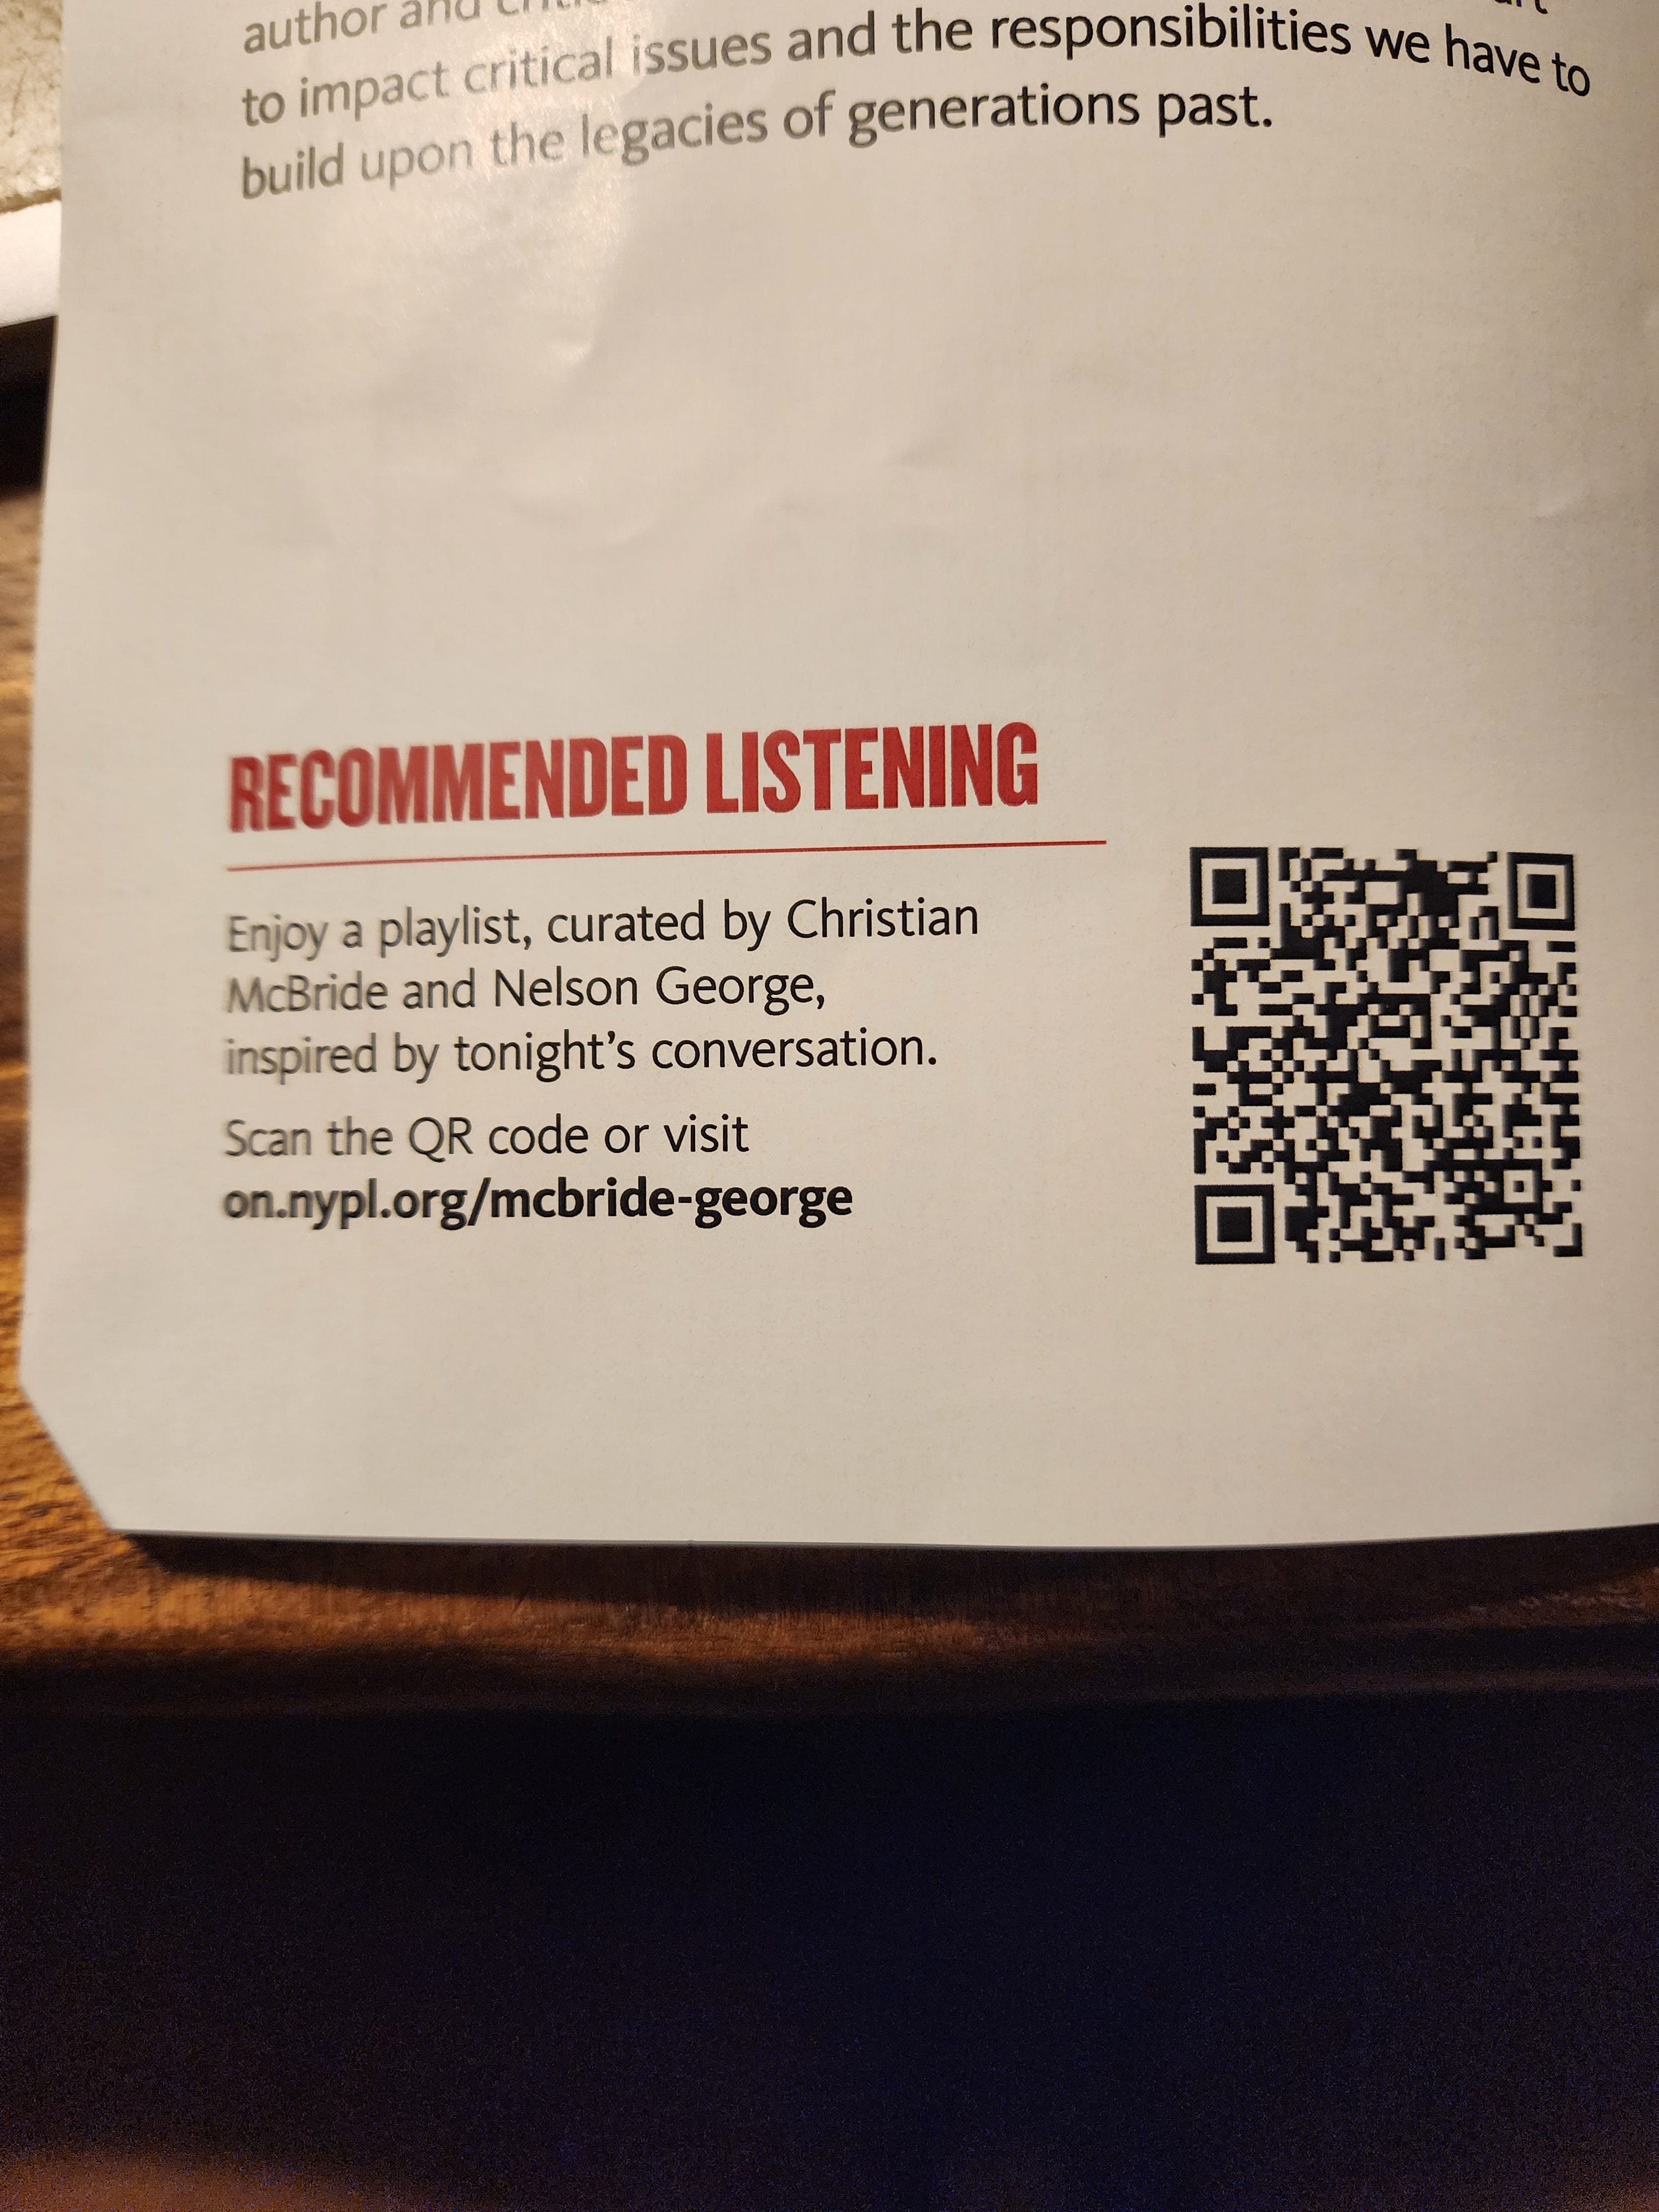 author and
to impact critical issues and the responsibilities we have to
build upon the legacies of generations past.
RECOMMENDED LISTENING
Enjoy a playlist, curated by Christian
McBride and Nelson George,
inspired by tonight's conversation.
Scan the QR code or visit
on.nypl.org/mcbride-george